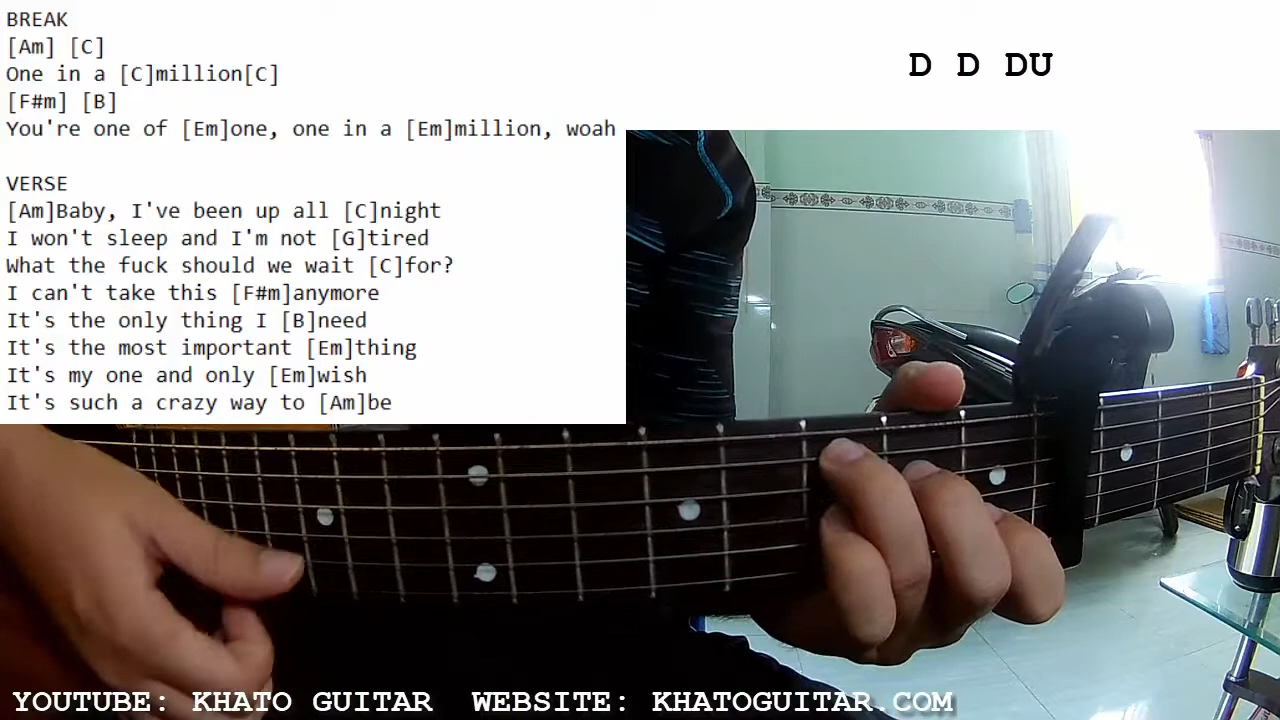 BREAK
[Am] [C]
One in a [C]million[C]
[F#m] [B]
You're one of [Em]one, one in a [Em]million, woah
VERSE
[Am]Baby, I've been up all [C]night
I won't sleep and I'm not [G]tired
What the fuck should we wait [C]for?
I can't take this [F#m]anymore
It's the only thing I [B]need
It's the most important [Em]thing
It's my one and only [Em]wish
It's such a crazy way to [Am]be
D D DU
YOUTUBE: KHATO GUITAR WEBSITE: KHATOGUITAR.COM